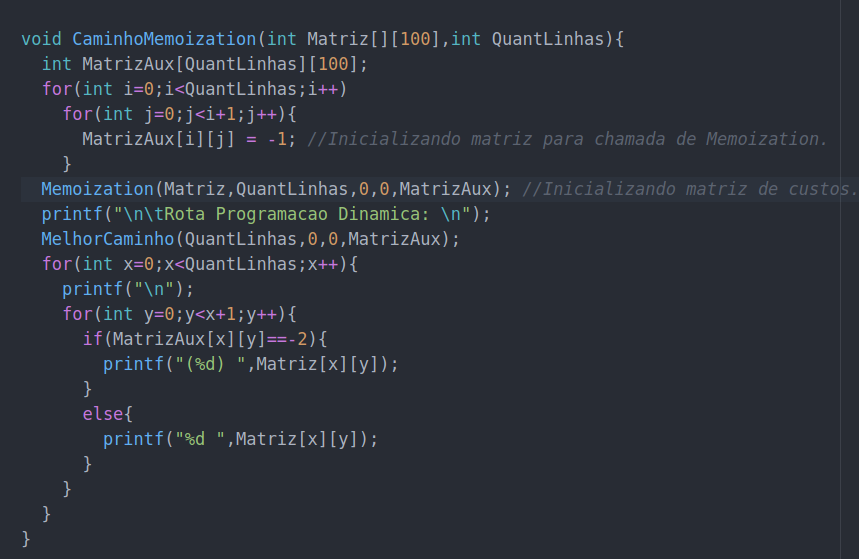 void CaminhoMemoization(int Matriz[][100],int QuantLinhas){
  int MatrizAux[QuantLinhas][100];
  for(int i=0;i<QuantLinhas;i++)
    for(int j=0;j<i+1;j++){
      MatrizAux[i][j] = -1; //Inicializando matriz para chamada de Memoization.
    }
  Memoization(Matriz,QuantLinhas,0,0,MatrizAux); //Inicializando matriz de custos.
  printf("\n\tRota Programacao Dinamica: \n");
  MelhorCaminho(QuantLinhas,0,0,MatrizAux);
  for(int x=0;x<QuantLinhas;x++){
    printf("\n");
    for(int y=0;y<x+1;y++){
      if(MatrizAux[x][y]==-2){
        printf("(%d) ",Matriz[x][y]);
      }
      else{
        printf("%d ",Matriz[x][y]);
      }
    }
  }
}